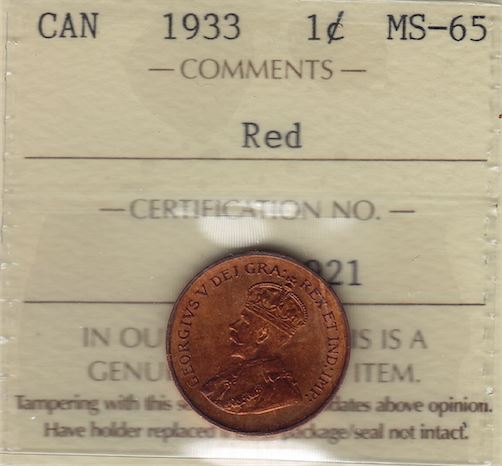 CAN 1933 1¢ MS-65
— COMMENTS —
Red
— CERTIFICATION NO. —
921
GEORGIVS V DEI GRA: REX ET IND: IMP:
IN OU IS IS A
GENU ITEM.
Tampering with this se dates above opinion.
Have holder replaced package/seal not intact.